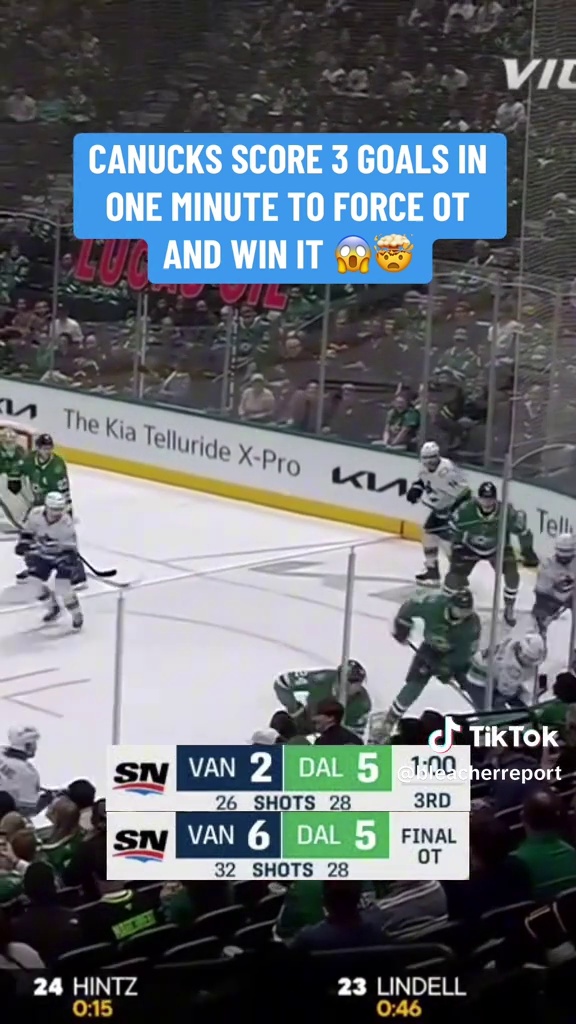 CANUCKS SCORE 3 GOALS IN
ONE MINUTE TO FORCE OT
AND WIN IT 😱🤯
KIA
The Kia Telluride X-Pro
KIA
TikTok
@bleacherreport
SN VAN 2 DAL 5 1:00
26 SHOTS 28 3RD
SN VAN 6 DAL 5 FINAL
OT
32 SHOTS 28
24 HINTZ
0:15
23 LINDELL
0:46